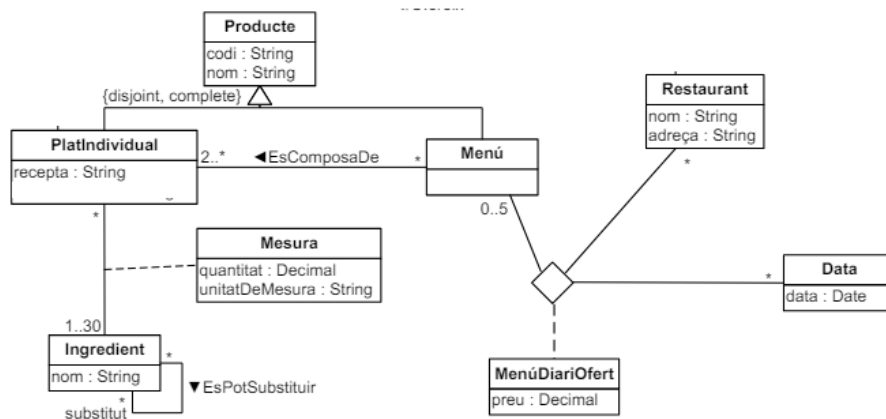 Producte
codi : String
nom : String
{disjoint, complete}
Restaurant
nom : String
adreça : String
PlatIndividual
recepta : String
2..*
◄EsComposaDe
*
Menú
*
0..5
*
Mesura
quantitat : Decimal
unitatDeMesura : String
*
Data
data : Date
1..30
Ingredient
nom : String
*
▼EsPotSubstituir
*
substitut
MenúDiariOfert
preu : Decimal